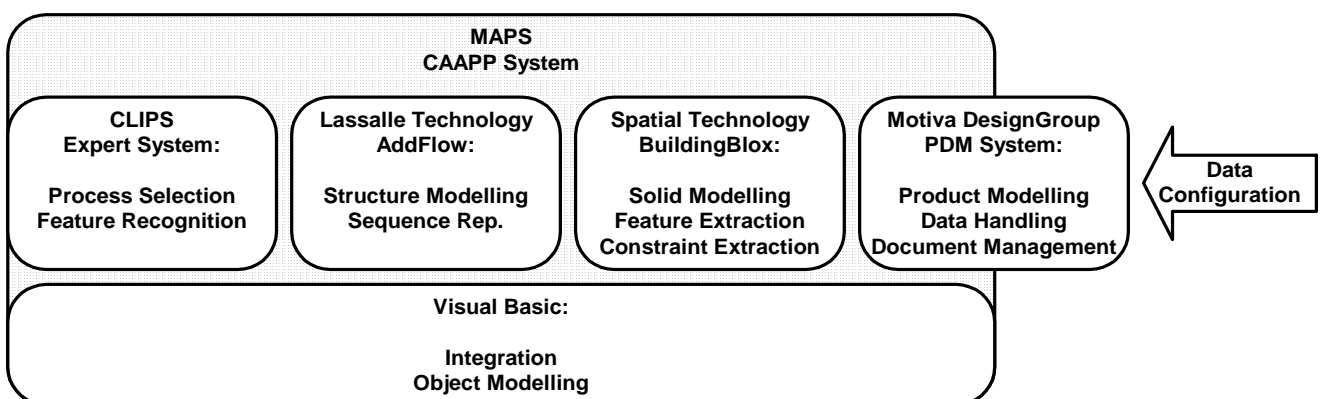 MAPS
CAAPP System
CLIPS
Expert System:
Process Selection
Feature Recognition
Lassalle Technology
AddFlow:
Structure Modelling
Sequence Rep.
Spatial Technology
BuildingBlox:
Solid Modelling
Feature Extraction
Constraint Extraction
Motiva DesignGroup
PDM System:
Product Modelling
Data Handling
Document Management
Data
Configuration
Visual Basic:
Integration
Object Modelling